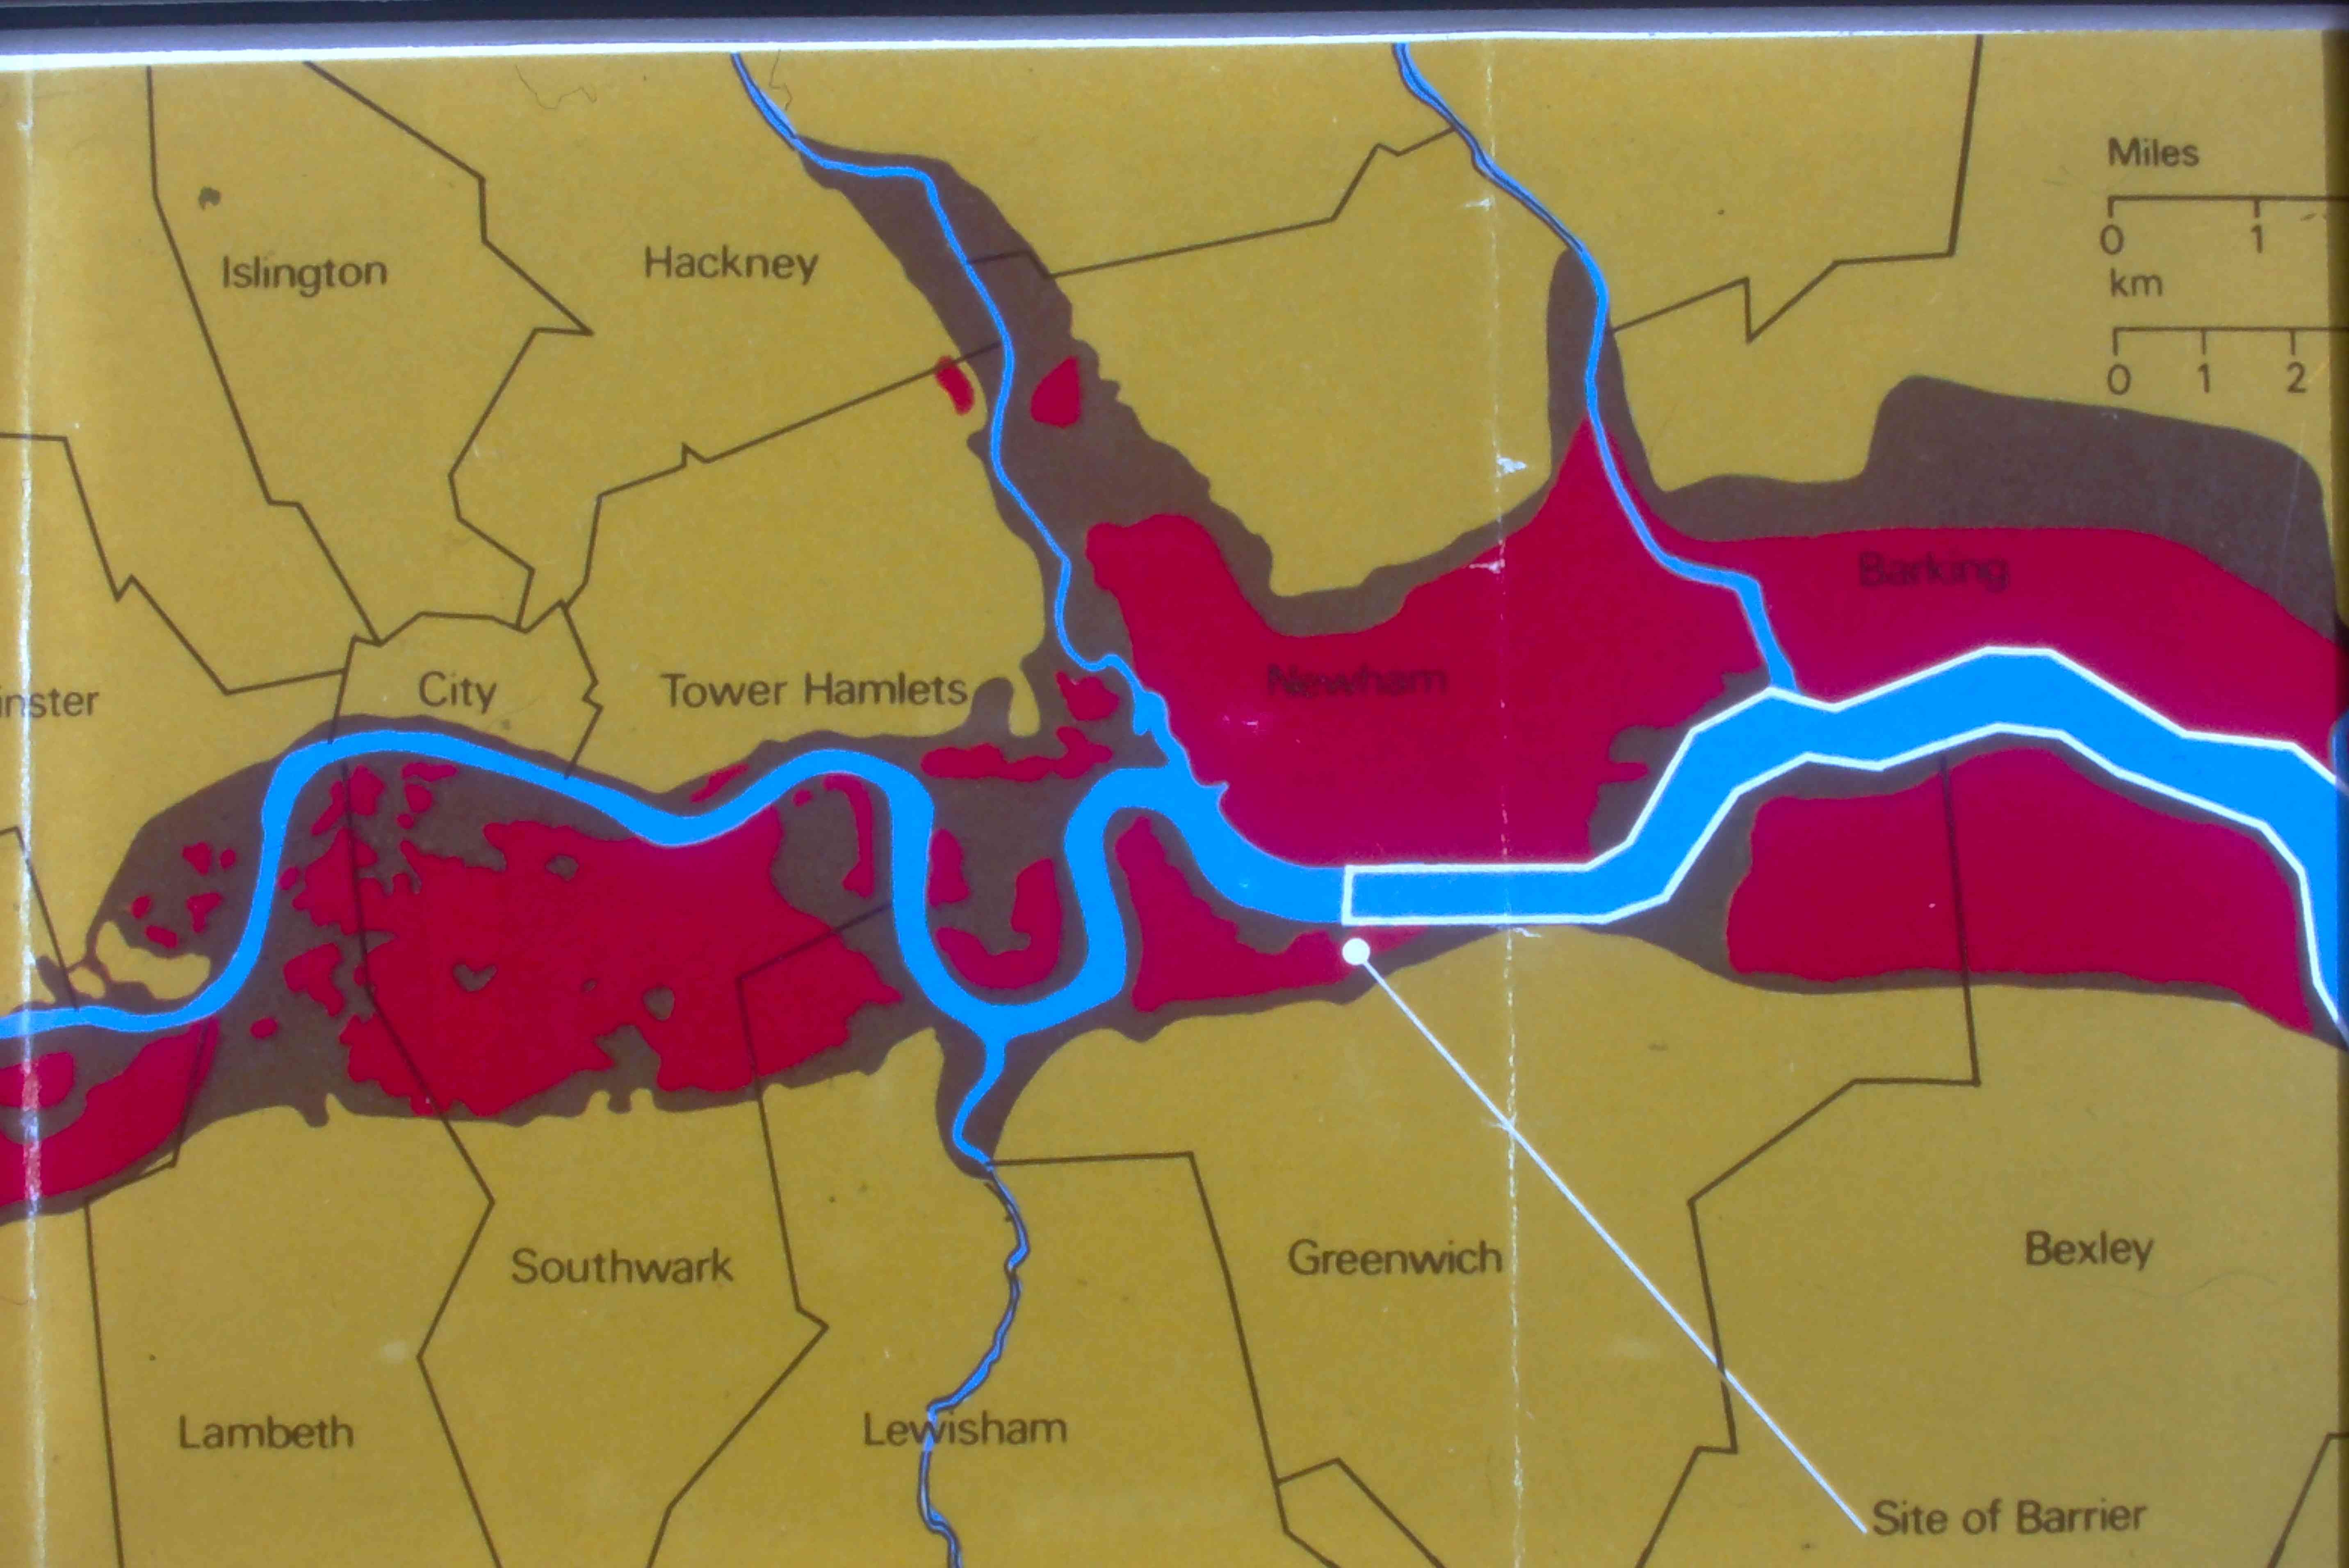 Miles
0 1
km
0 1 2
Islington
Hackney
Barking
Newham
City
Tower Hamlets
inster
Greenwich
Bexley
Southwark
Lambeth
Lewisham
Site of Barrier